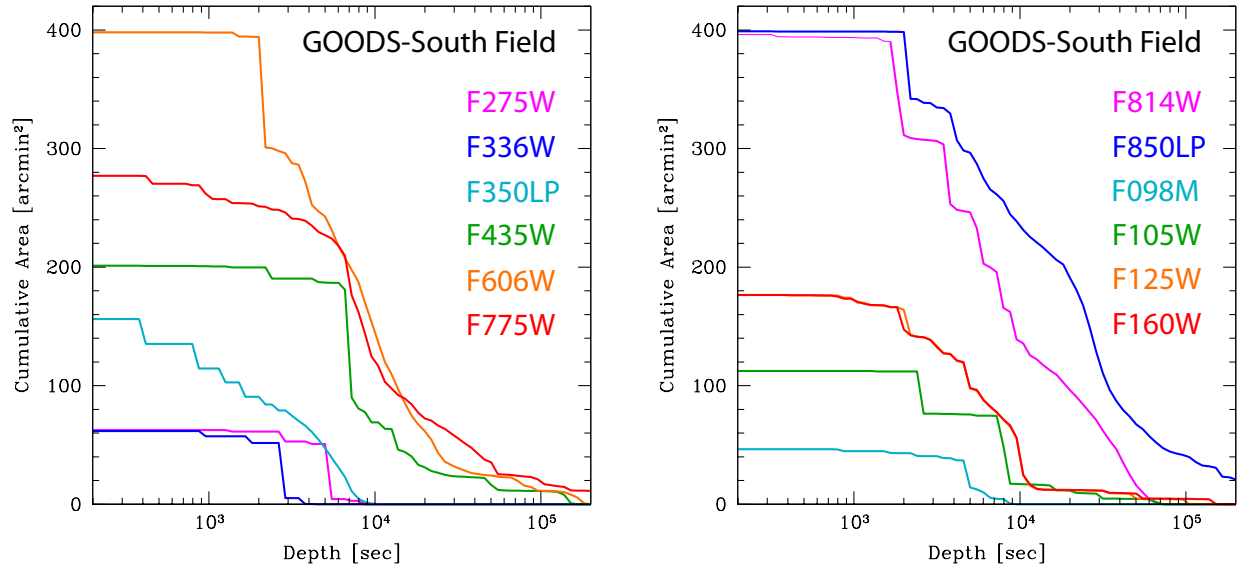 GOODS-South Field
F275W
F336W
F350LP
F435W
F606W
F775W
Cumulative Area [arcmin²]
400
300
200
100
0
10³
10⁴
10⁵
Depth [sec]
GOODS-South Field
F814W
F850LP
F098M
F105W
F125W
F160W
Cumulative Area [arcmin²]
400
300
200
100
0
10³
10⁴
10⁵
Depth [sec]